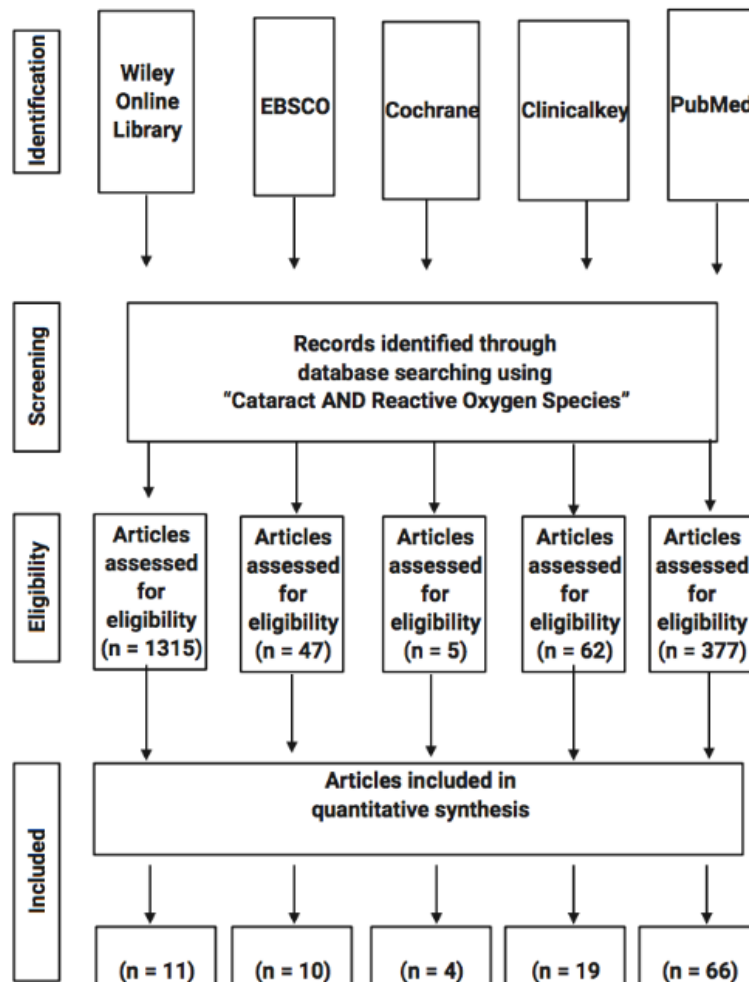 Identification
Wiley
Online
Library
EBSCO
Cochrane
Clinicalkey
PubMed
Screening
Records identified through
database searching using
“Cataract AND Reactive Oxygen Species”
Eligibility
Articles
assessed
for
eligibility
(n = 1315)
Articles
assessed
for
eligibility
(n = 47)
Articles
assessed
for
eligibility
(n = 5)
Articles
assessed
for
eligibility
(n = 62)
Articles
assessed
for
eligibility
(n = 377)
Included
Articles included in
quantitative synthesis
(n = 11)
(n = 10)
(n = 4)
(n = 19
(n = 66)